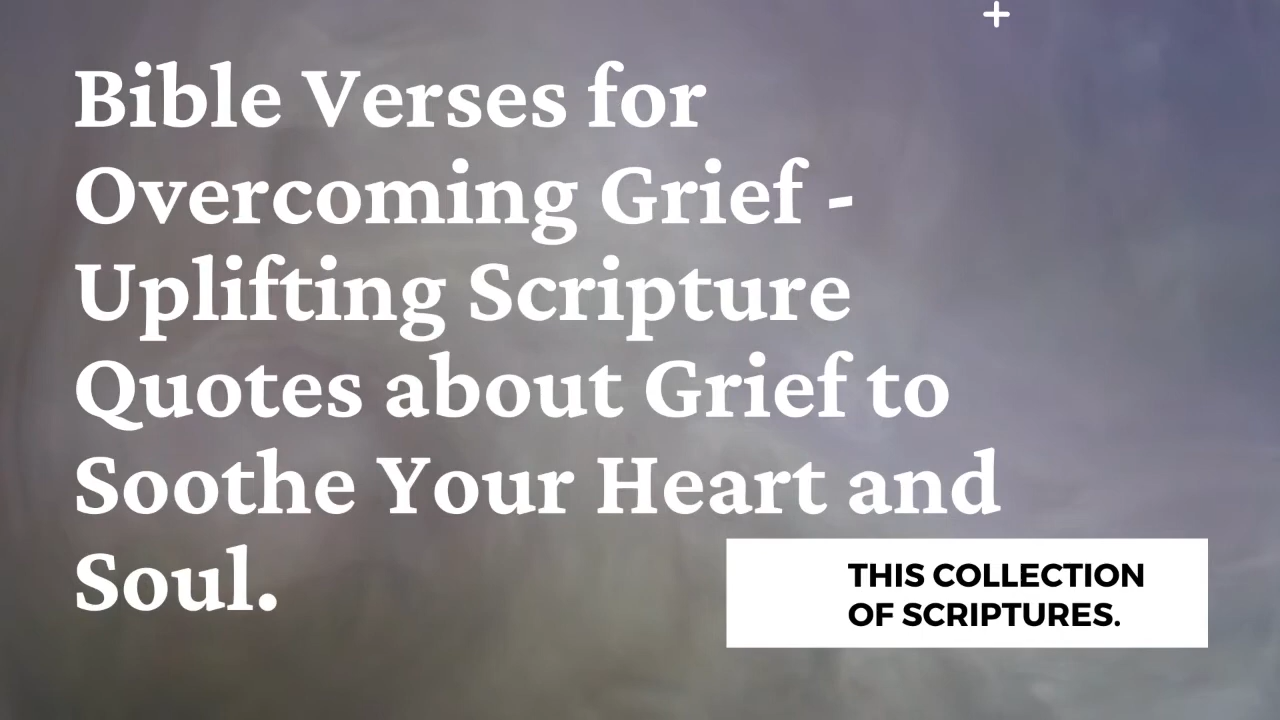 Bible Verses for
Overcoming Grief -
Uplifting Scripture
Quotes about Grief to
Soothe Your Heart and
Soul.
THIS COLLECTION
OF SCRIPTURES.